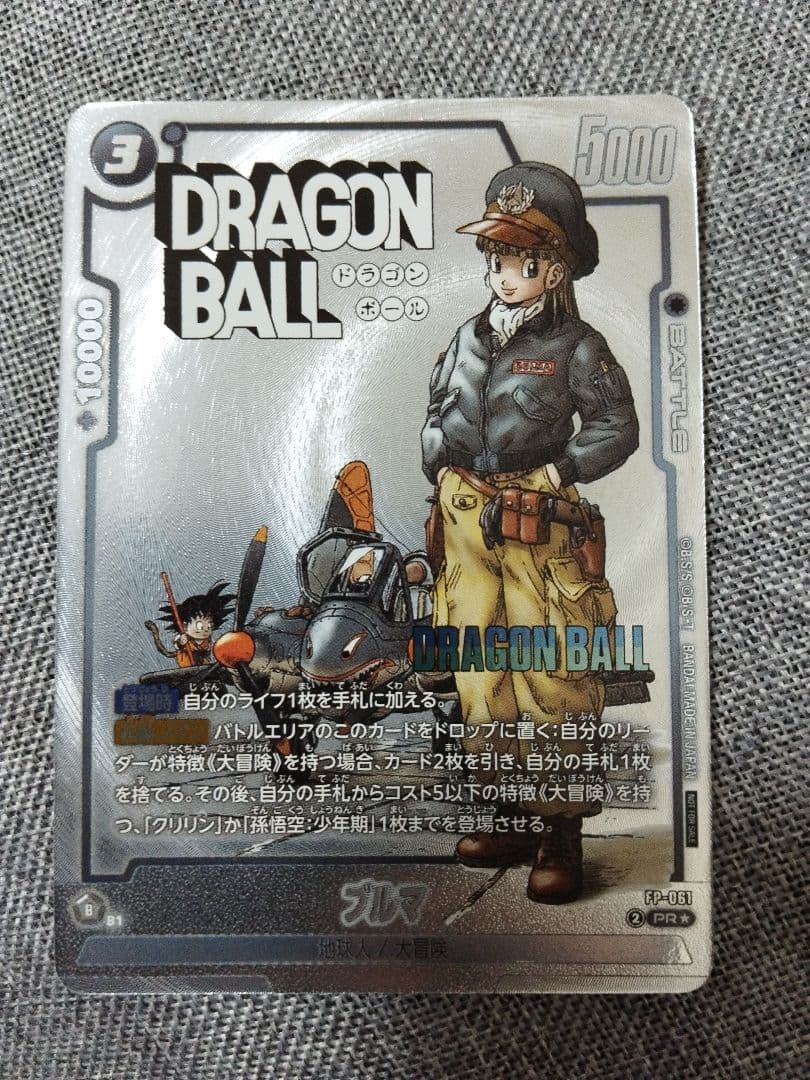 3
5000
DRAGON
BALL
ドラゴン
ボール
10000
BATTLE
©B・S/S ©B/S・T BANDAI MADE IN JAPAN
NOT FOR SALE
DRAGON BALL
登場時 自分のライフ1枚を手札に加える。
バトルエリアのこのカードをドロップに置く:自分のリー
ダーが特徴《大冒険》を持つ場合、カード2枚を引き、自分の手札1枚
を捨てる。その後、自分の手札からコスト5以下の特徴《大冒険》を持
つ、「クリリン」か「孫悟空:少年期」1枚までを登場させる。
ブルマ
FP-061
B
B1
② PR★
地球人 / 大冒険